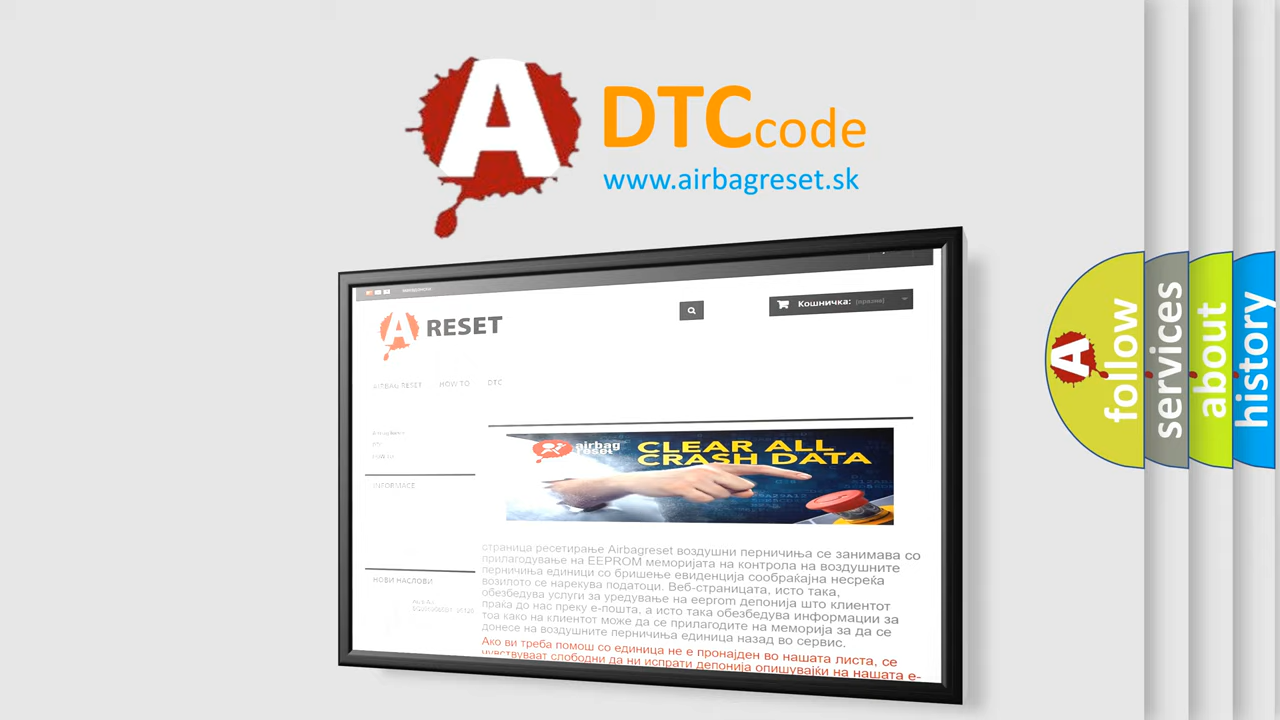 A
DTC code
www.airbagreset.sk
A RESET
Кошничка: (празни)
AIRBAG RESET HOW TO DTC
INFORMACE
НОВИ НАСЛОВИ
airbag
reset
CLEAR ALL
CRASH DATA
страница ресетирање Airbagreset воздушни перничиња се занимава со
прилагодување на EEPROM меморијата на контрола на воздушните
перничиња единици со бришење евиденција сообраќајна несреќа
возилото се нарекува податоци. Веб-страницата, исто така,
обезбедува услуги за уредување на eeprom депонија што клиентот
праќа до нас преку е-пошта, а исто така обезбедува информации за
тоа како на клиентот може да се прилагодите на меморија за да се
донесе на воздушните перничиња единица назад во сервис.
Ако ви треба помош со единица не е пронајден во нашата листа, се
чувствуваат слободни да ни испрати депонија опишувајќи на нашата е-
A follow
services
about
history